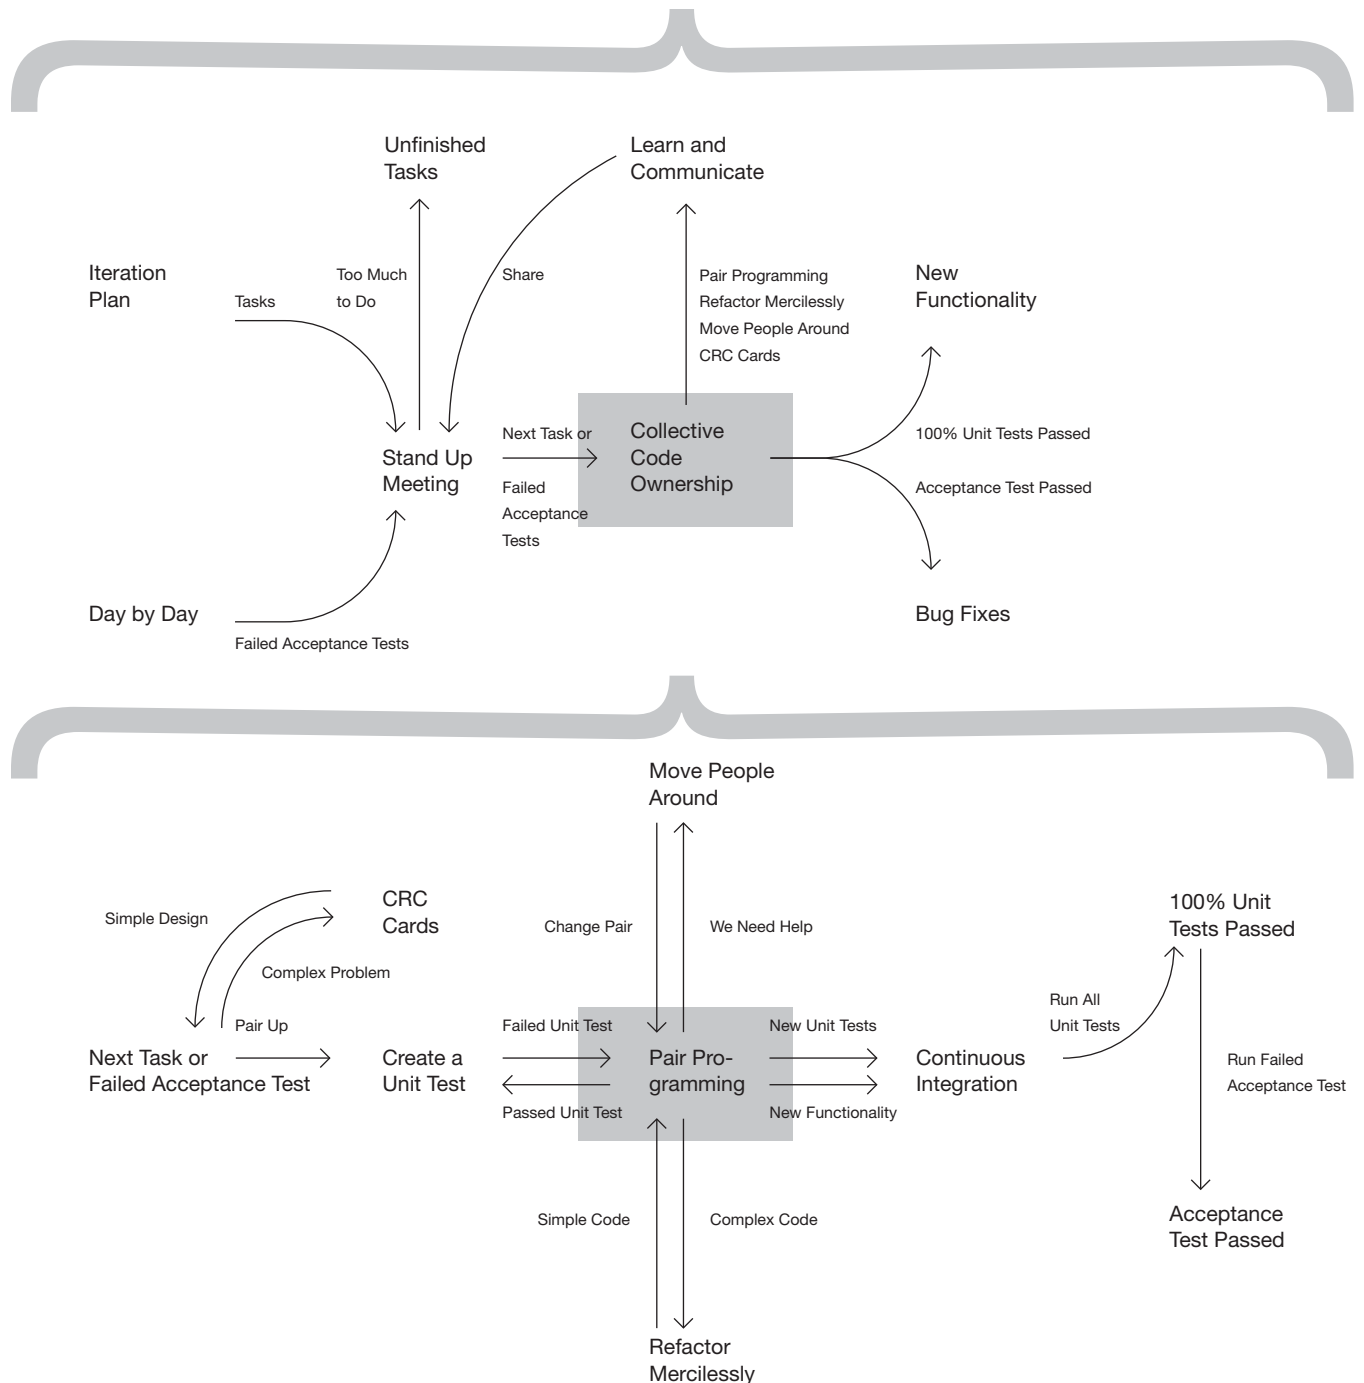 Unfinished
Tasks
Learn and
Communicate
Iteration
Plan
Tasks
Too Much
to Do
Share
Pair Programming
Refactor Mercilessly
Move People Around
CRC Cards
New
Functionality
Stand Up
Meeting
Next Task or
Failed
Acceptance
Tests
Collective
Code
Ownership
100% Unit Tests Passed
Acceptance Test Passed
Day by Day
Failed Acceptance Tests
Bug Fixes
Move People
Around
CRC
Cards
Simple Design
Complex Problem
Change Pair
We Need Help
100% Unit
Tests Passed
Next Task or
Failed Acceptance Test
Pair Up
Create a
Unit Test
Failed Unit Test
Passed Unit Test
Pair Pro-
gramming
New Unit Tests
New Functionality
Continuous
Integration
Run All
Unit Tests
Run Failed
Acceptance Test
Simple Code
Complex Code
Acceptance
Test Passed
Refactor
Mercilessly